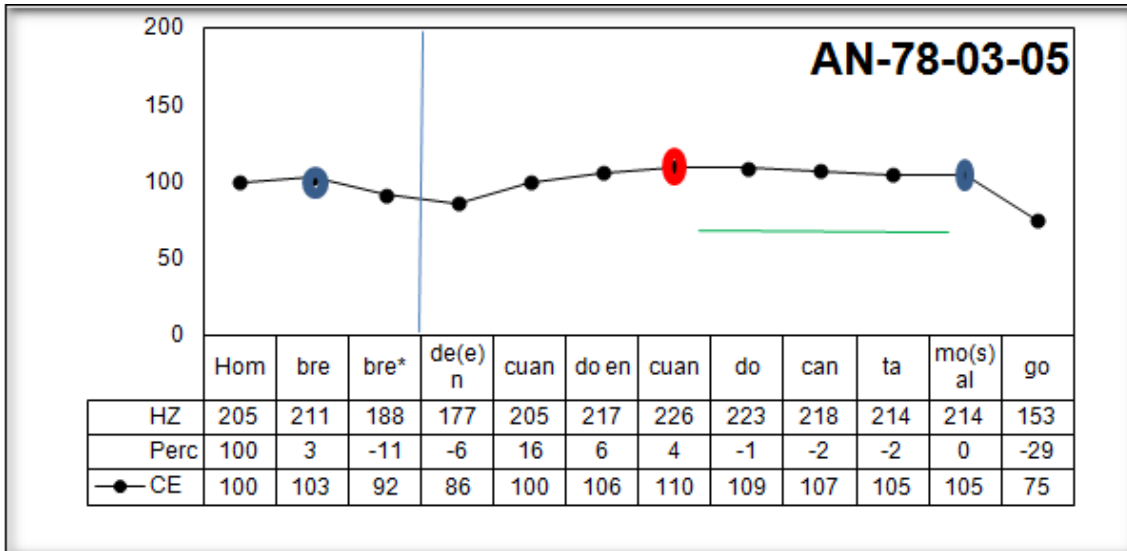 200
AN-78-03-05
150
100
50
0
Hom bre bre* de(e)n cuan do en cuan do can ta mo(s) al go
HZ 205 211 188 177 205 217 226 223 218 214 214 153
Perc 100 3 -11 -6 16 6 4 -1 -2 -2 0 -29
CE 100 103 92 86 100 106 110 109 107 105 105 75